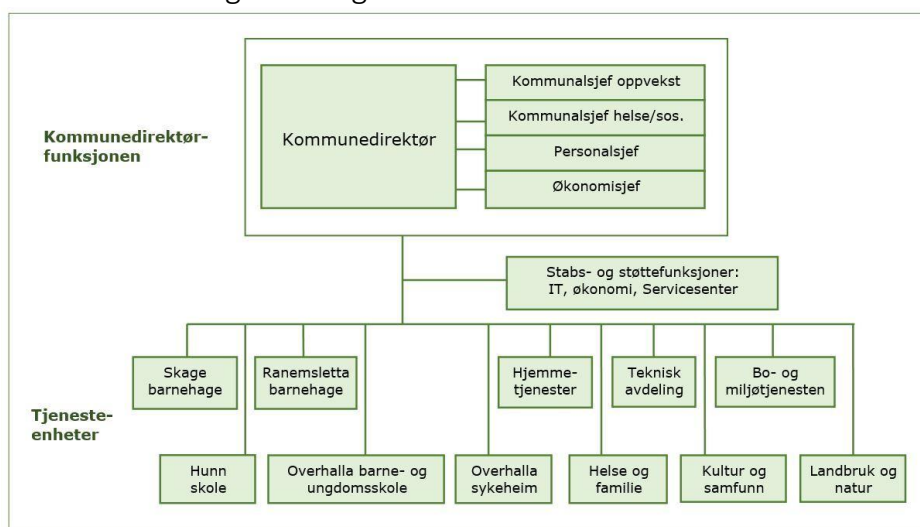 Kommunedirektør-
funksjonen
Kommunedirektør
Kommunalsjef oppvekst
Kommunalsjef helse/sos.
Personalsjef
Økonomisjef
Stabs- og støttefunksjoner:
IT, økonomi, Servicesenter
Tjeneste-
enheter
Skage
barnehage
Ranemsletta
barnehage
Hjemme-
tjenester
Teknisk
avdeling
Bo- og
miljøtjenesten
Hunn
skole
Overhalla barne- og
ungdomsskole
Overhalla
sykeheim
Helse og
familie
Kultur og
samfunn
Landbruk og
natur